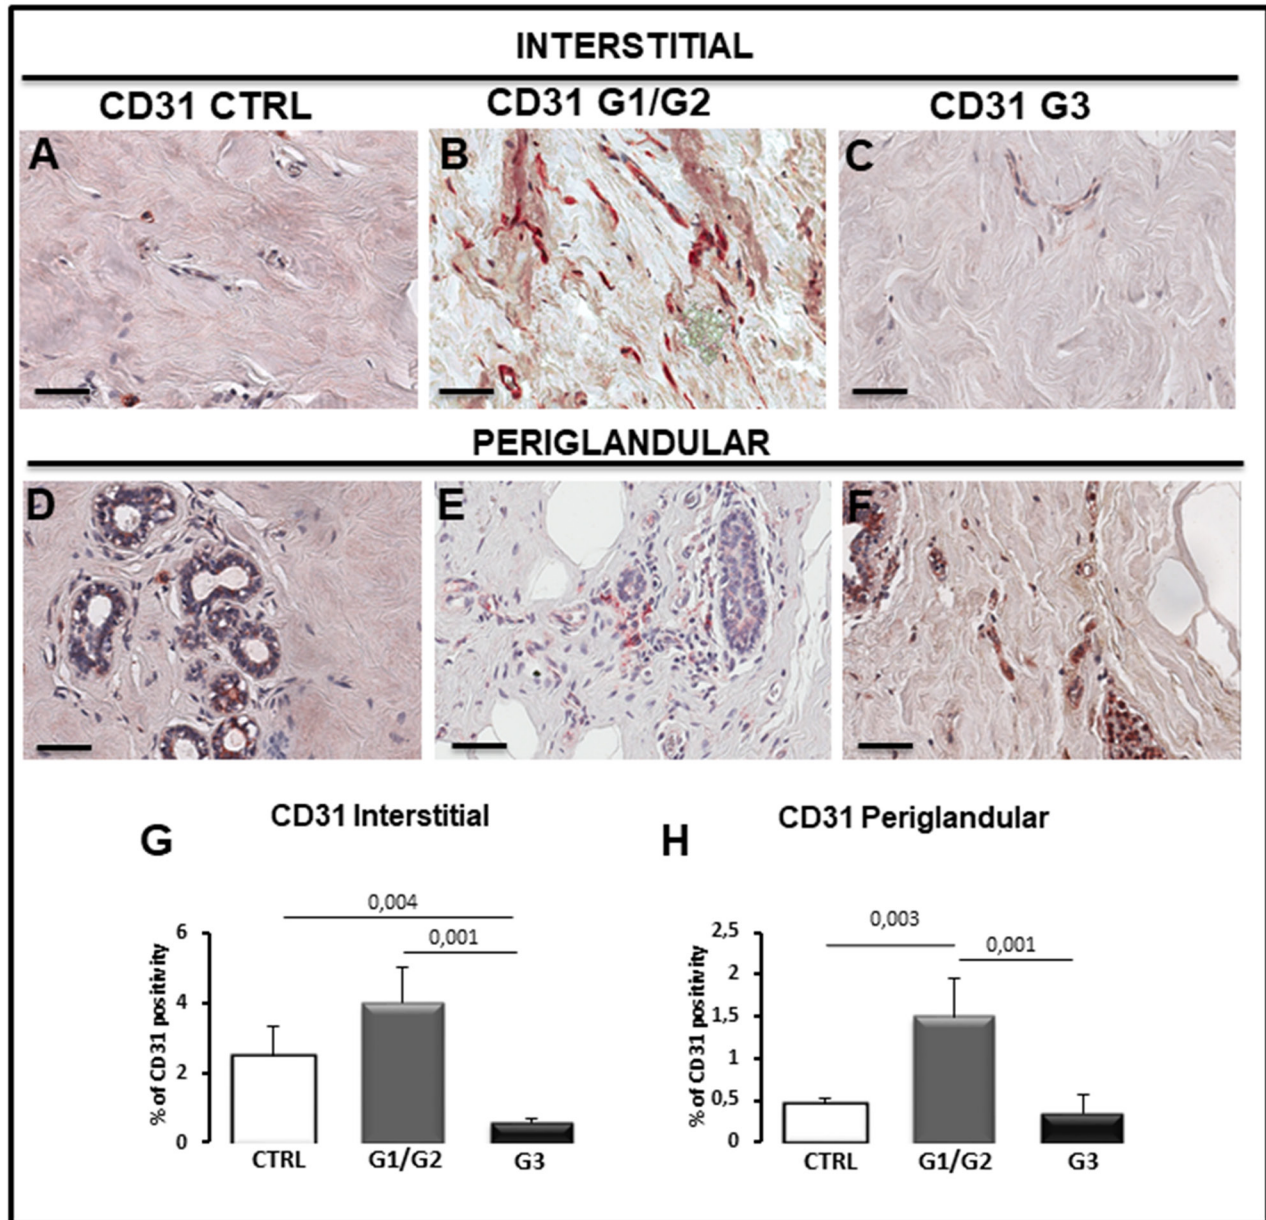 INTERSTITIAL
CD31 CTRL
CD31 G1/G2
CD31 G3
A
B
C
PERIGLANDULAR
D
E
F
G
CD31 Interstitial
0,004
0,001
% of CD31 positivity
6
4
2
0
CTRL
G1/G2
G3
H
CD31 Periglandular
0,003
0,001
% of CD31 positivity
2,5
2
1,5
1
0,5
0
CTRL
G1/G2
G3